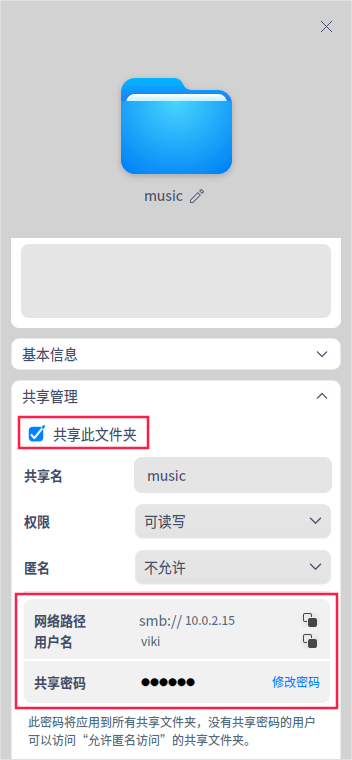 music
基本信息
共享管理
共享此文件夹
共享名 music
权限 可读写
匿名 不允许
网络路径 smb:// 10.0.2.15
用户名 viki
共享密码 ●●●●●● 修改密码
此密码将应用到所有共享文件夹，没有共享密码的用户
可以访问“允许匿名访问”的共享文件夹。